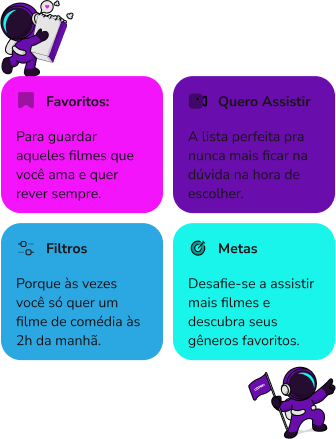 Favoritos:
Para guardar
aqueles filmes que
você ama e quer
rever sempre.
Quero Assistir
A lista perfeita pra
nunca mais ficar na
dúvida na hora de
escolher.
Filtros
Porque às vezes
você só quer um
filme de comédia às
2h da manhã.
Metas
Desafie-se a assistir
mais filmes e
descubra seus
gêneros favoritos.